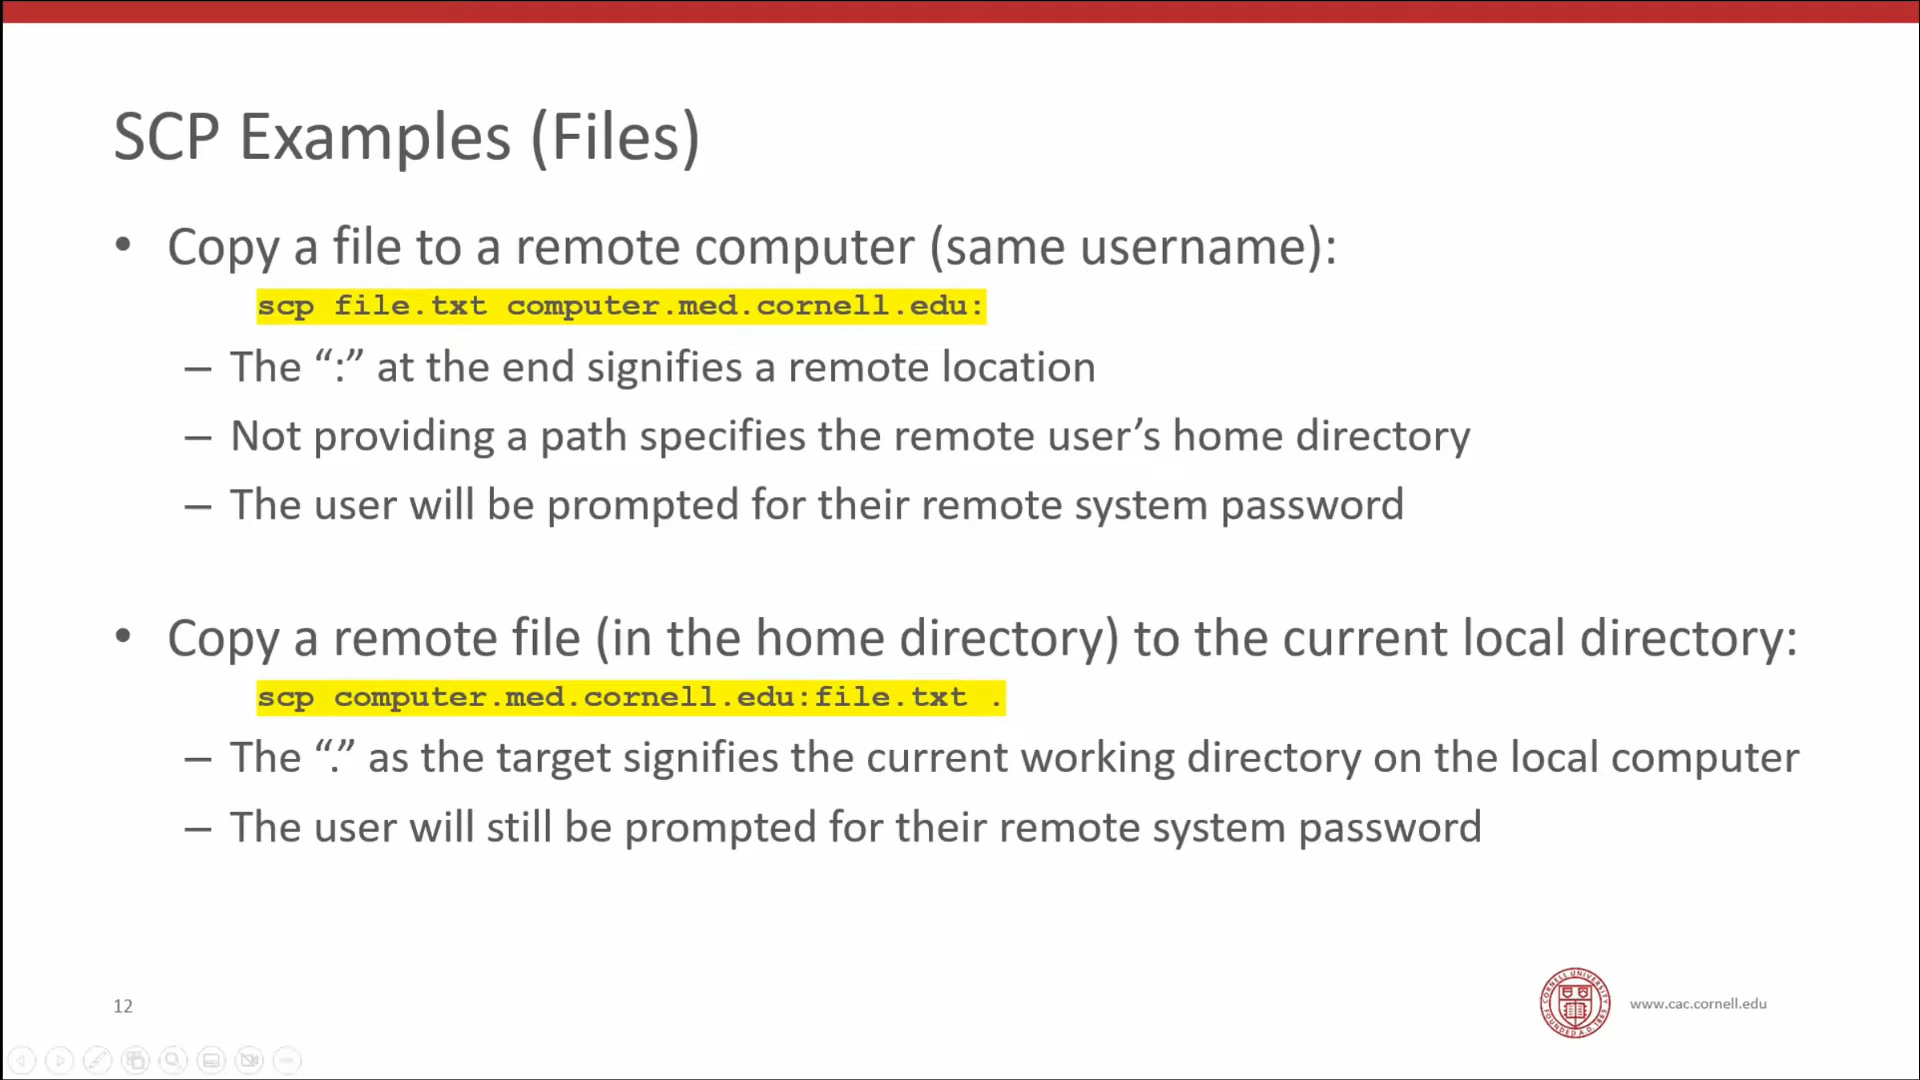 SCP Examples (Files)
• Copy a file to a remote computer (same username):
scp file.txt computer.med.cornell.edu:
– The “:” at the end signifies a remote location
– Not providing a path specifies the remote user’s home directory
– The user will be prompted for their remote system password
• Copy a remote file (in the home directory) to the current local directory:
scp computer.med.cornell.edu:file.txt .
– The “.” as the target signifies the current working directory on the local computer
– The user will still be prompted for their remote system password
12
CORNELL UNIVERSITY
FOUNDED A.D. 1865
www.cac.cornell.edu